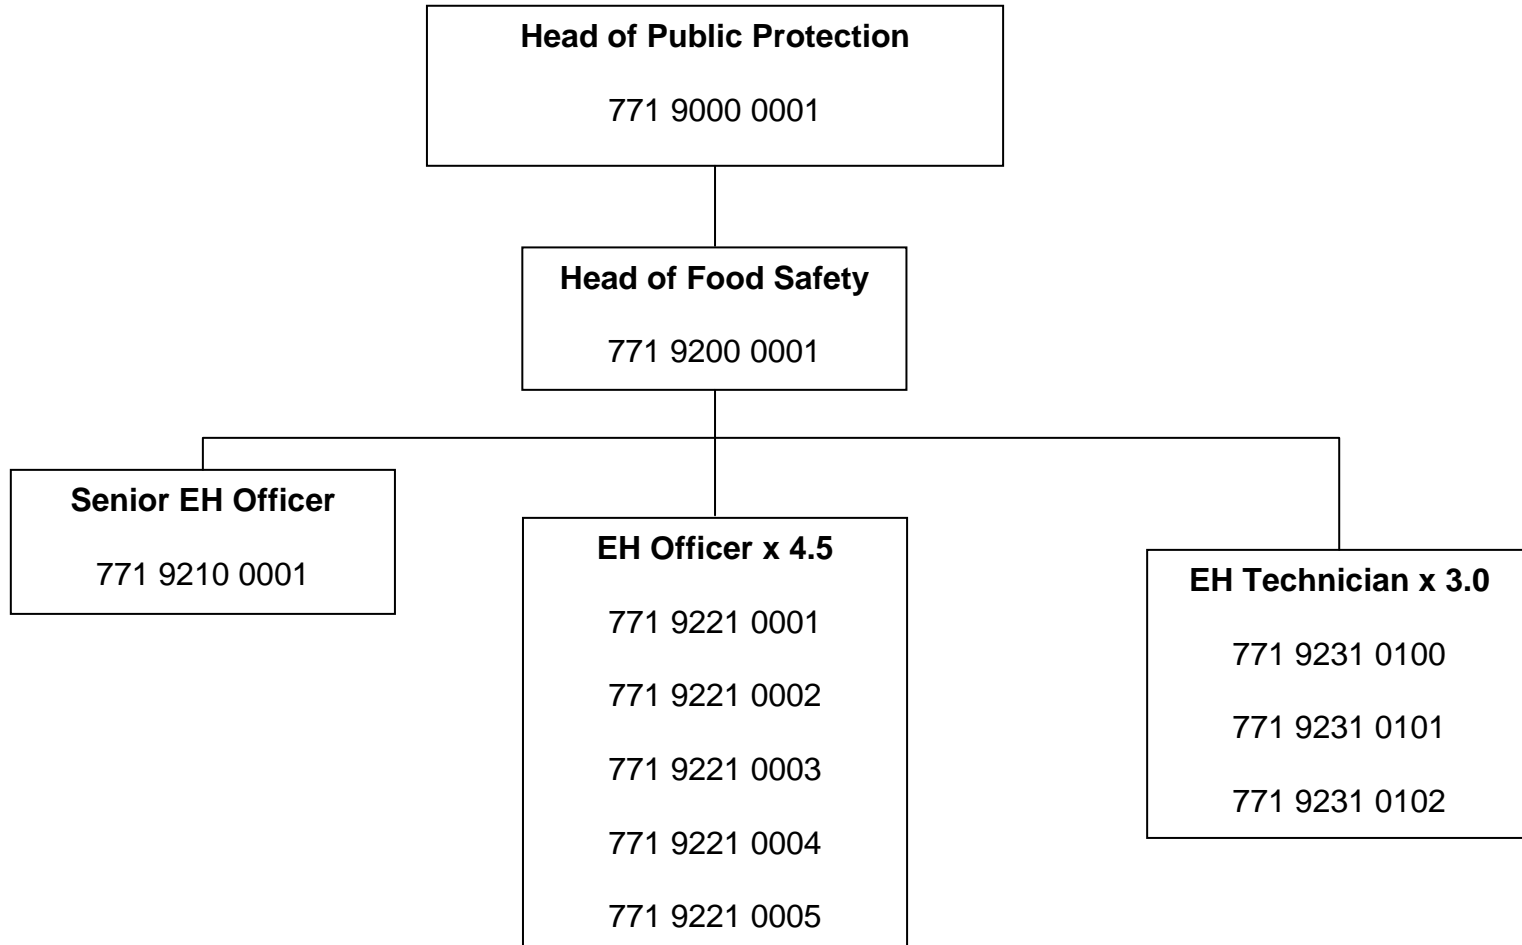 Head of Public Protection
771 9000 0001
Head of Food Safety
771 9200 0001
Senior EH Officer
771 9210 0001
EH Officer x 4.5
771 9221 0001
771 9221 0002
771 9221 0003
771 9221 0004
771 9221 0005
EH Technician x 3.0
771 9231 0100
771 9231 0101
771 9231 0102